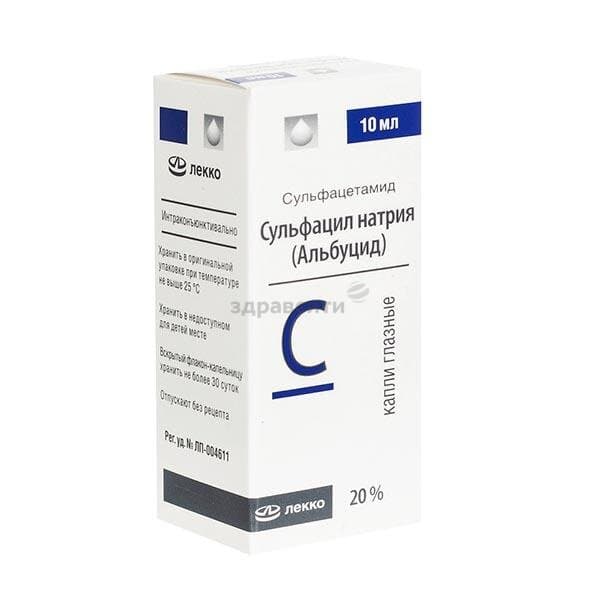 лекко
Интраконъюнктивально
Хранить в оригинальной
упаковке при температуре
не выше 25 °C
Хранить в недоступном
для детей месте
Вскрытый флакон-капельницу
хранить не более 30 суток
Отпускают без рецепта
Рег. уд. № ЛП-004611
10 мл
Сульфацетамид
Сульфацил натрия
(Альбуцид)
здравсити
С
капли глазные
лекко
20 %